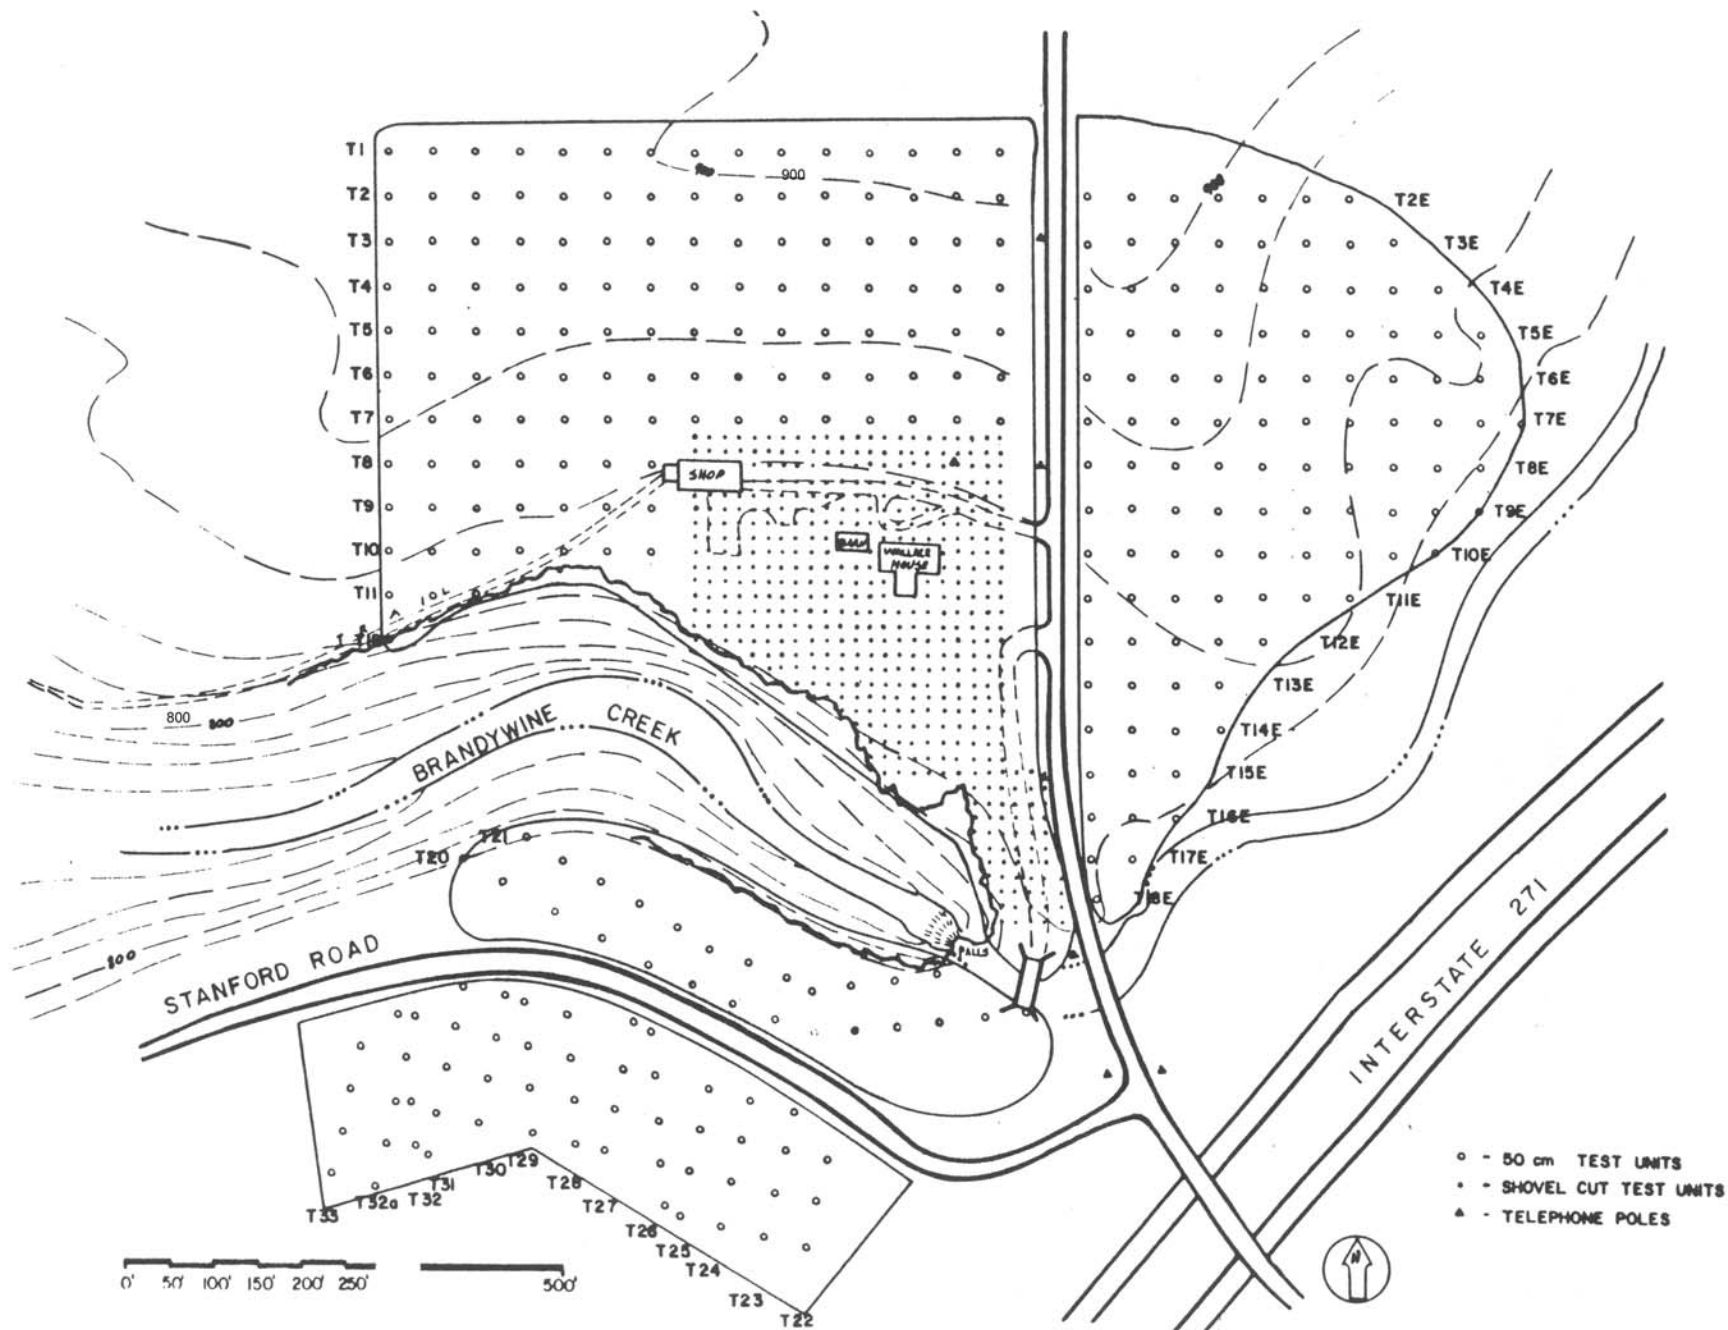 T1
900
T2
T2E
T3
T3E
T4
T4E
T5
T5E
T6
T6E
T7
T7E
T8
SHOP
T8E
T9
T9E
T10
WALLACE
HOUSE
T10E
T11
T11E
T12E
T13E
800
800
BRANDYWINE CREEK
T14E
T15E
T16E
T21
T20
T17E
T18E
FALLS
800
STANFORD ROAD
INTERSTATE 271
T33
T32a
T32
T31
T30
T29
T28
T27
T26
T25
T24
T23
T22
○ - 50 cm TEST UNITS
• - SHOVEL CUT TEST UNITS
▲ - TELEPHONE POLES
0' 50' 100' 150' 200' 250' 500'
N